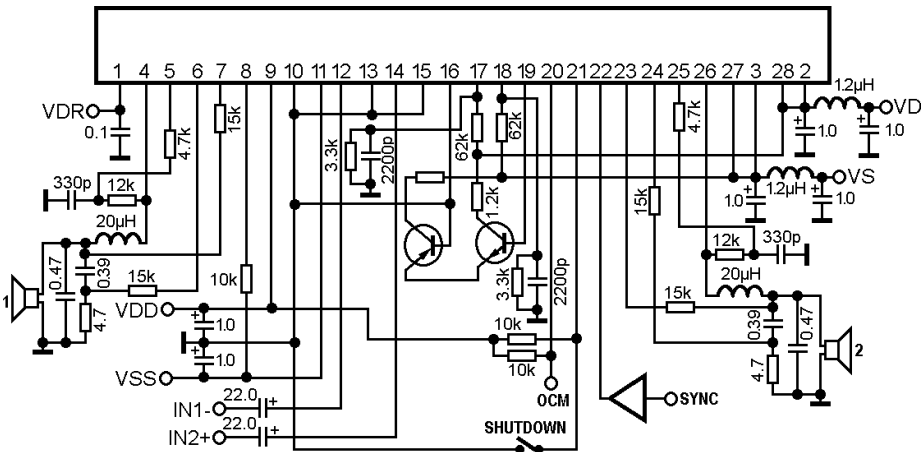 1 4 5 6 7 8 9 10 11 12 13 14 15 16 17 18 19 20 21 22 23 24 25 26 27 3 28 2
1.2µH
VDR
VD
0.1
4.7k
15k
3.3k
2200p
62k
62k
4.7k
1.0
1.0
330p
12k
VS
1.2µH
1.0
1.0
1.2k
15k
20µH
12k
330p
0.47
0.39
15k
10k
3.3k
2200p
20µH
1
4.7
VDD
1.0
15k
0.39
0.47
2
1.0
10k
10k
4.7
VSS
OCM
SYNC
22.0
IN1-
22.0
IN2+
SHUTDOWN